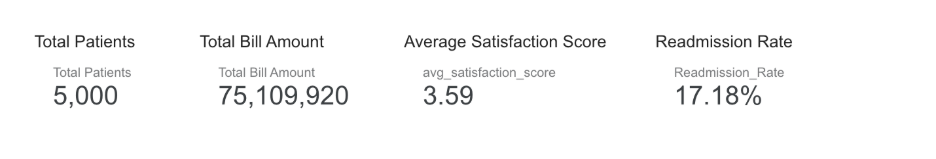 Total Patients
Total Bill Amount
Average Satisfaction Score
Readmission Rate
Total Patients
Total Bill Amount
avg_satisfaction_score
Readmission_Rate
5,000
75,109,920
3.59
17.18%